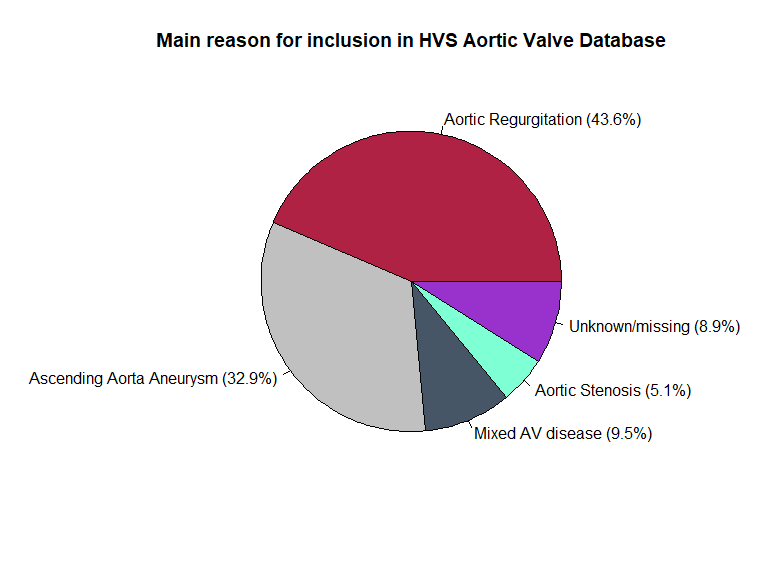 Main reason for inclusion in HVS Aortic Valve Database
Aortic Regurgitation (43.6%)
Unknown/missing (8.9%)
Ascending Aorta Aneurysm (32.9%)
Aortic Stenosis (5.1%)
Mixed AV disease (9.5%)